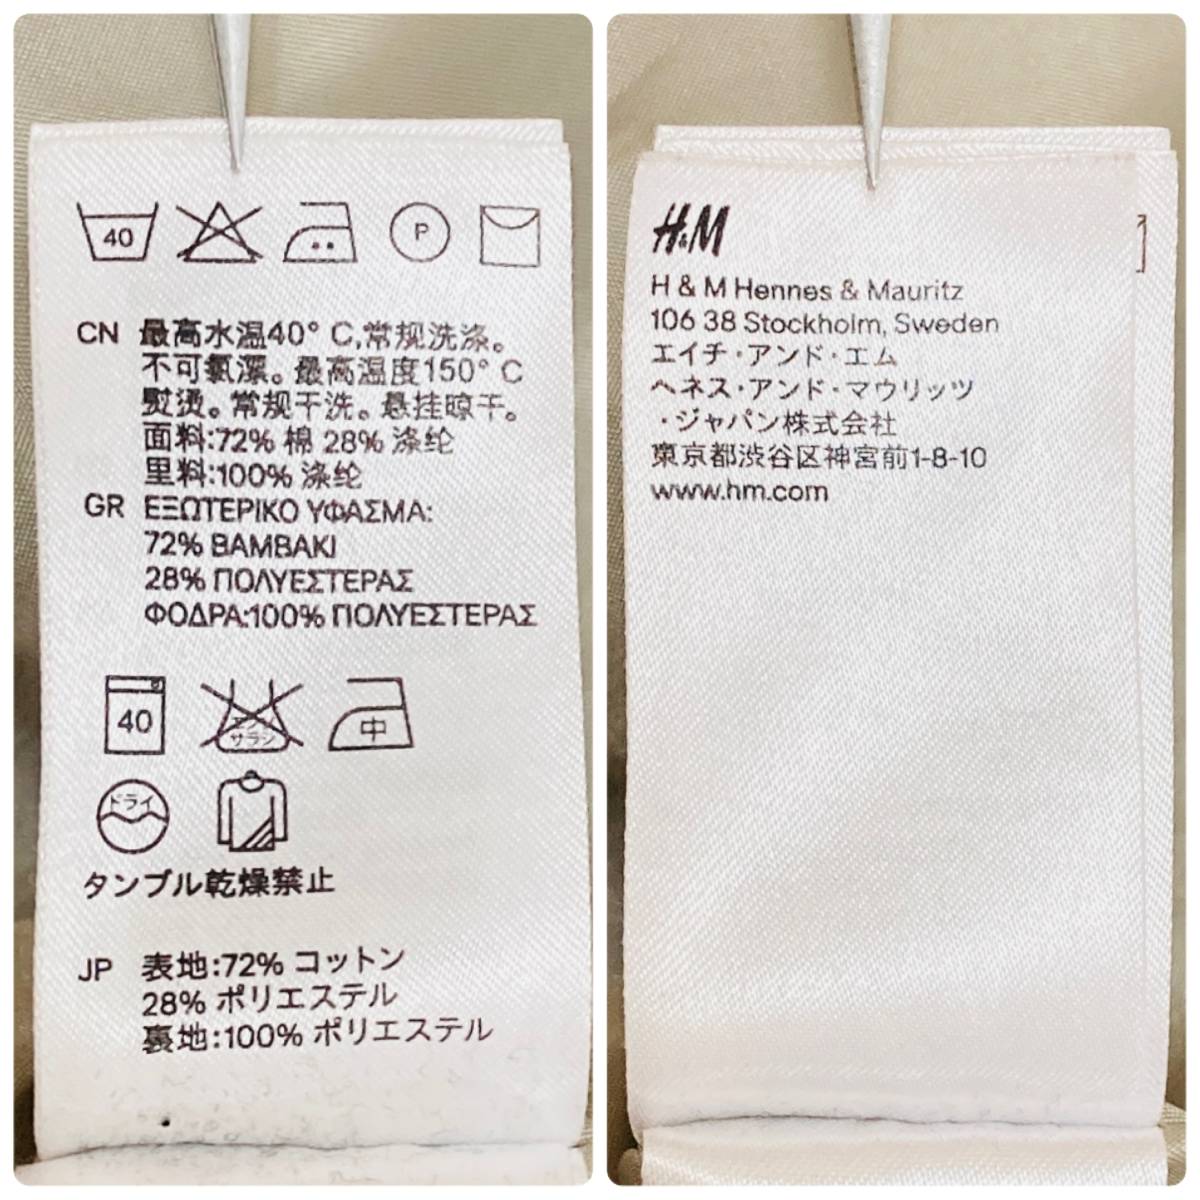 40
P
CN 最高水温40° C,常规洗涤。
不可氯漂。最高温度150° C
熨烫。常规干洗。悬挂晾干。
面料:72% 棉 28% 涤纶
里料:100% 涤纶
GR ΕΞΩΤΕΡΙΚΟ ΥΦΑΣΜΑ:
72% ΒΑΜΒΑΚΙ
28% ΠΟΛΥΕΣΤΕΡΑΣ
ΦΟΔΡΑ:100% ΠΟΛΥΕΣΤΕΡΑΣ
40
エンソ
サラシ
中
ドライ
タンブル乾燥禁止
JP 表地:72% コットン
28% ポリエステル
裏地:100% ポリエステル
H&M
H & M Hennes & Mauritz
106 38 Stockholm, Sweden
エイチ・アンド・エム
ヘネス・アンド・マウリッツ
・ジャパン株式会社
東京都渋谷区神宮前1-8-10
www.hm.com